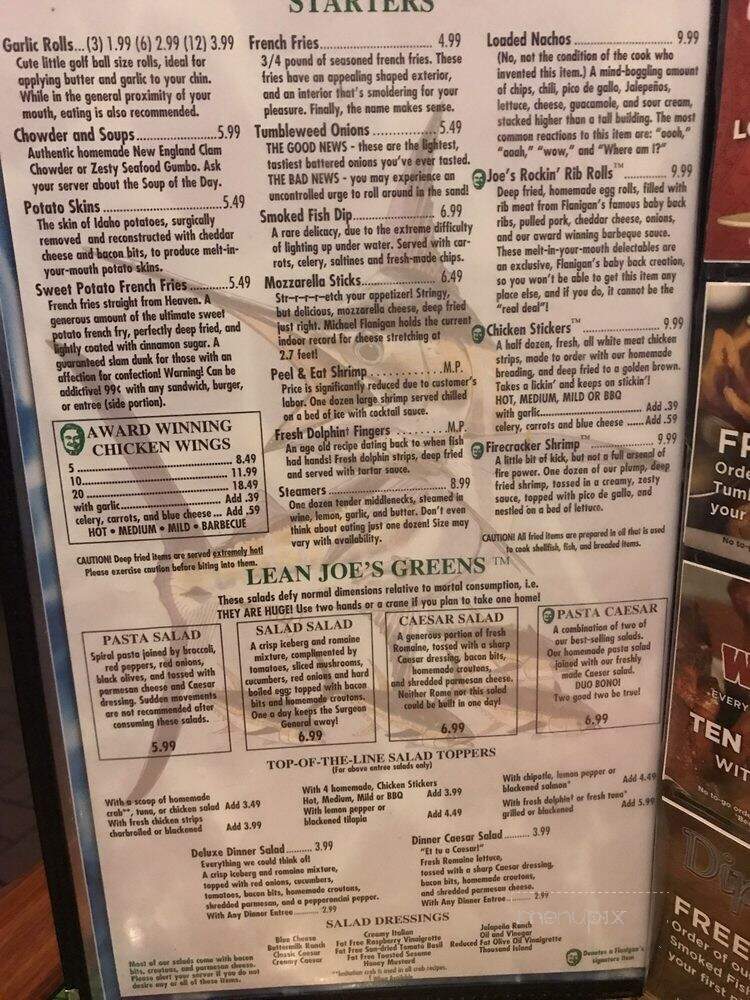 STARTERS
Garlic Rolls...(3) 1.99 (6) 2.99 (12) 3.99
Cute little golf ball size rolls, ideal for
applying butter and garlic to your chin.
While in the general proximity of your
mouth, eating is also recommended.
Chowder and Soups..............5.99
Authentic homemade New England Clam
Chowder or Zesty Seafood Gumbo. Ask
your server about the Soup of the Day.
Potato Skins.....................5.49
The skin of Idaho potatoes, surgically
removed and reconstructed with cheddar
cheese and bacon bits, to produce melt-in-
your-mouth potato skins.
Sweet Potato French Fries.......5.49
French fries straight from Heaven. A
generous amount of the ultimate sweet
potato french fry, perfectly deep fried, and
lightly coated with cinnamon sugar. A
guaranteed slam dunk for those with an
affection for confection! Warning! Can be
addictive! 99¢ with any sandwich, burger,
or entree (side portion).
AWARD WINNING
CHICKEN WINGS
5.......................... 8.49
10......................... 11.99
20......................... 18.49
with garlic.................. Add .39
celery, carrots, and blue cheese ... Add .59
HOT • MEDIUM • MILD • BARBECUE
CAUTION! Deep fried items are served extremely hot!
Please exercise caution before biting into them.
French Fries..................... 4.99
3/4 pound of seasoned french fries. These
fries have an appealing shaped exterior,
and an interior that's smoldering for your
pleasure. Finally, the name makes sense.
Tumbleweed Onions............ 5.49
THE GOOD NEWS - these are the lightest,
tastiest battered onions you've ever tasted.
THE BAD NEWS - you may experience an
uncontrolled urge to roll around in the sand!
Smoked Fish Dip................ 6.99
A rare delicacy, due to the extreme difficulty
of lighting up under water. Served with car-
rots, celery, saltines and fresh-made chips.
Mozzarella Sticks................ 6.49
Str-r-r-r-etch your appetizer! Stringy,
but delicious, mozzarella cheese, deep fried
just right. Michael Flanigan holds the current
indoor record for cheese stretching at
2.7 feet!
Peel & Eat Shrimp............M.P.
Price is significantly reduced due to customer's
labor. One dozen large shrimp served chilled
on a bed of ice with cocktail sauce.
Fresh Dolphin† Fingers.........M.P.
An age old recipe dating back to when fish
had hands! Fresh dolphin strips, deep fried
and served with tartar sauce.
Steamers........................ 8.99
One dozen tender middlenecks, steamed in
wine, lemon, garlic, and butter. Don't even
think about eating just one dozen! Size may
vary with availability.
Loaded Nachos.................. 9.99
(No, not the condition of the cook who
invented this item.) A mind-boggling amount
of chips, chili, pico de gallo, Jalepeños,
lettuce, cheese, guacamole, and sour cream,
stacked higher than a tall building. The most
common reactions to this item are: "oooh,"
"aaah," "wow," and "Where am I?"
Joe's Rockin' Rib Rolls™....... 9.99
Deep fried, homemade egg rolls, filled with
rib meat from Flanigan's famous baby back
ribs, pulled pork, cheddar cheese, onions,
and our award winning barbeque sauce.
These melt-in-your-mouth delectables are
an exclusive, Flanigan's baby back creation,
so you won't be able to get this item any
place else, and if you do, it cannot be the
"real deal"!
Chicken Stickers™............... 9.99
A half dozen, fresh, all white meat chicken
strips, made to order with our homemade
breading, and deep fried to a golden brown.
Takes a lickin' and keeps on stickin'!
HOT, MEDIUM, MILD OR BBQ
with garlic................... Add .39
celery, carrots and blue cheese ...... Add .59
Firecracker Shrimp™............ 9.99
A little bit of kick, but not a full arsenal of
fire power. One dozen of our plump, deep
fried shrimp, tossed in a creamy, zesty
sauce, topped with pico de gallo, and
nestled on a bed of lettuce.
CAUTION! All fried items are prepared in oil that is used
to cook shellfish, fish, and breaded items.
LEAN JOE'S GREENS ™
These salads defy normal dimensions relative to mortal consumption, i.e.
THEY ARE HUGE! Use two hands or a crane if you plan to take one home!
PASTA SALAD
Spiral pasta joined by broccoli,
red peppers, red onions,
black olives, and tossed with
parmesan cheese and Caesar
dressing. Sudden movements
are not recommended after
consuming these salads.
5.99
SALAD SALAD
A crisp iceberg and romaine
mixture, complimented by
tomatoes, sliced mushrooms,
cucumbers, red onions and hard
boiled egg; topped with bacon
bits and homemade croutons.
One a day keeps the Surgeon
General away!
6.99
CAESAR SALAD
A generous portion of fresh
Romaine, tossed with a sharp
Caesar dressing, bacon bits,
homemade croutons,
and shredded parmesan cheese.
Neither Rome nor this salad
could be built in one day!
6.99
PASTA CAESAR
A combination of two of
our best-selling salads.
Our homemade pasta salad
joined with our freshly
made Caesar salad.
DUO BONO!
Two good two be true!
6.99
TOP-OF-THE-LINE SALAD TOPPERS
(For above entree salads only)
With a scoop of homemade
crab**, tuna, or chicken salad Add 3.49
With fresh chicken strips
charbroiled or blackened Add 3.99
With 4 homemade, Chicken Stickers
Hot, Medium, Mild or BBQ Add 3.99
With lemon pepper or
blackened tilapia Add 4.49
With chipotle, lemon pepper or
blackened salmon* Add 4.49
With fresh dolphin† or fresh tuna*
grilled or blackened Add 5.99
Deluxe Dinner Salad.......... 3.99
Everything we could think of!
A crisp iceberg and romaine mixture,
topped with red onions, cucumbers,
tomatoes, bacon bits, homemade croutons,
shredded parmesan, and a pepperoncini pepper.
With Any Dinner Entree......... 2.99
Dinner Caesar Salad.......... 3.99
"Et tu a Caesar!"
Fresh Romaine lettuce,
tossed with a sharp Caesar dressing,
bacon bits, homemade croutons,
and shredded parmesan cheese.
With Any Dinner Entree......... 2.99
SALAD DRESSINGS
Blue Cheese
Buttermilk Ranch
Classic Caesar
Creamy Caesar
Creamy Italian
Fat Free Raspberry Vinaigrette
Fat Free Sun-dried Tomato Basil
Fat Free Toasted Sesame
Honey Mustard
Jalapeño Ranch
Oil and Vinegar
Reduced Fat Olive Oil Vinaigrette
Thousand Island
Most of our salads come with bacon
bits, croutons, and parmesan cheese.
Please alert your server if you do not
desire any or all of these items.
**Imitation crab is used in all crab recipes.
Denotes a Flanigan's
signature item
menupix
FREE
Order of our
Smoked Fis
your first
EVERY
TEN
WIT
No to-go orde
Orde
Tum
your
No to-